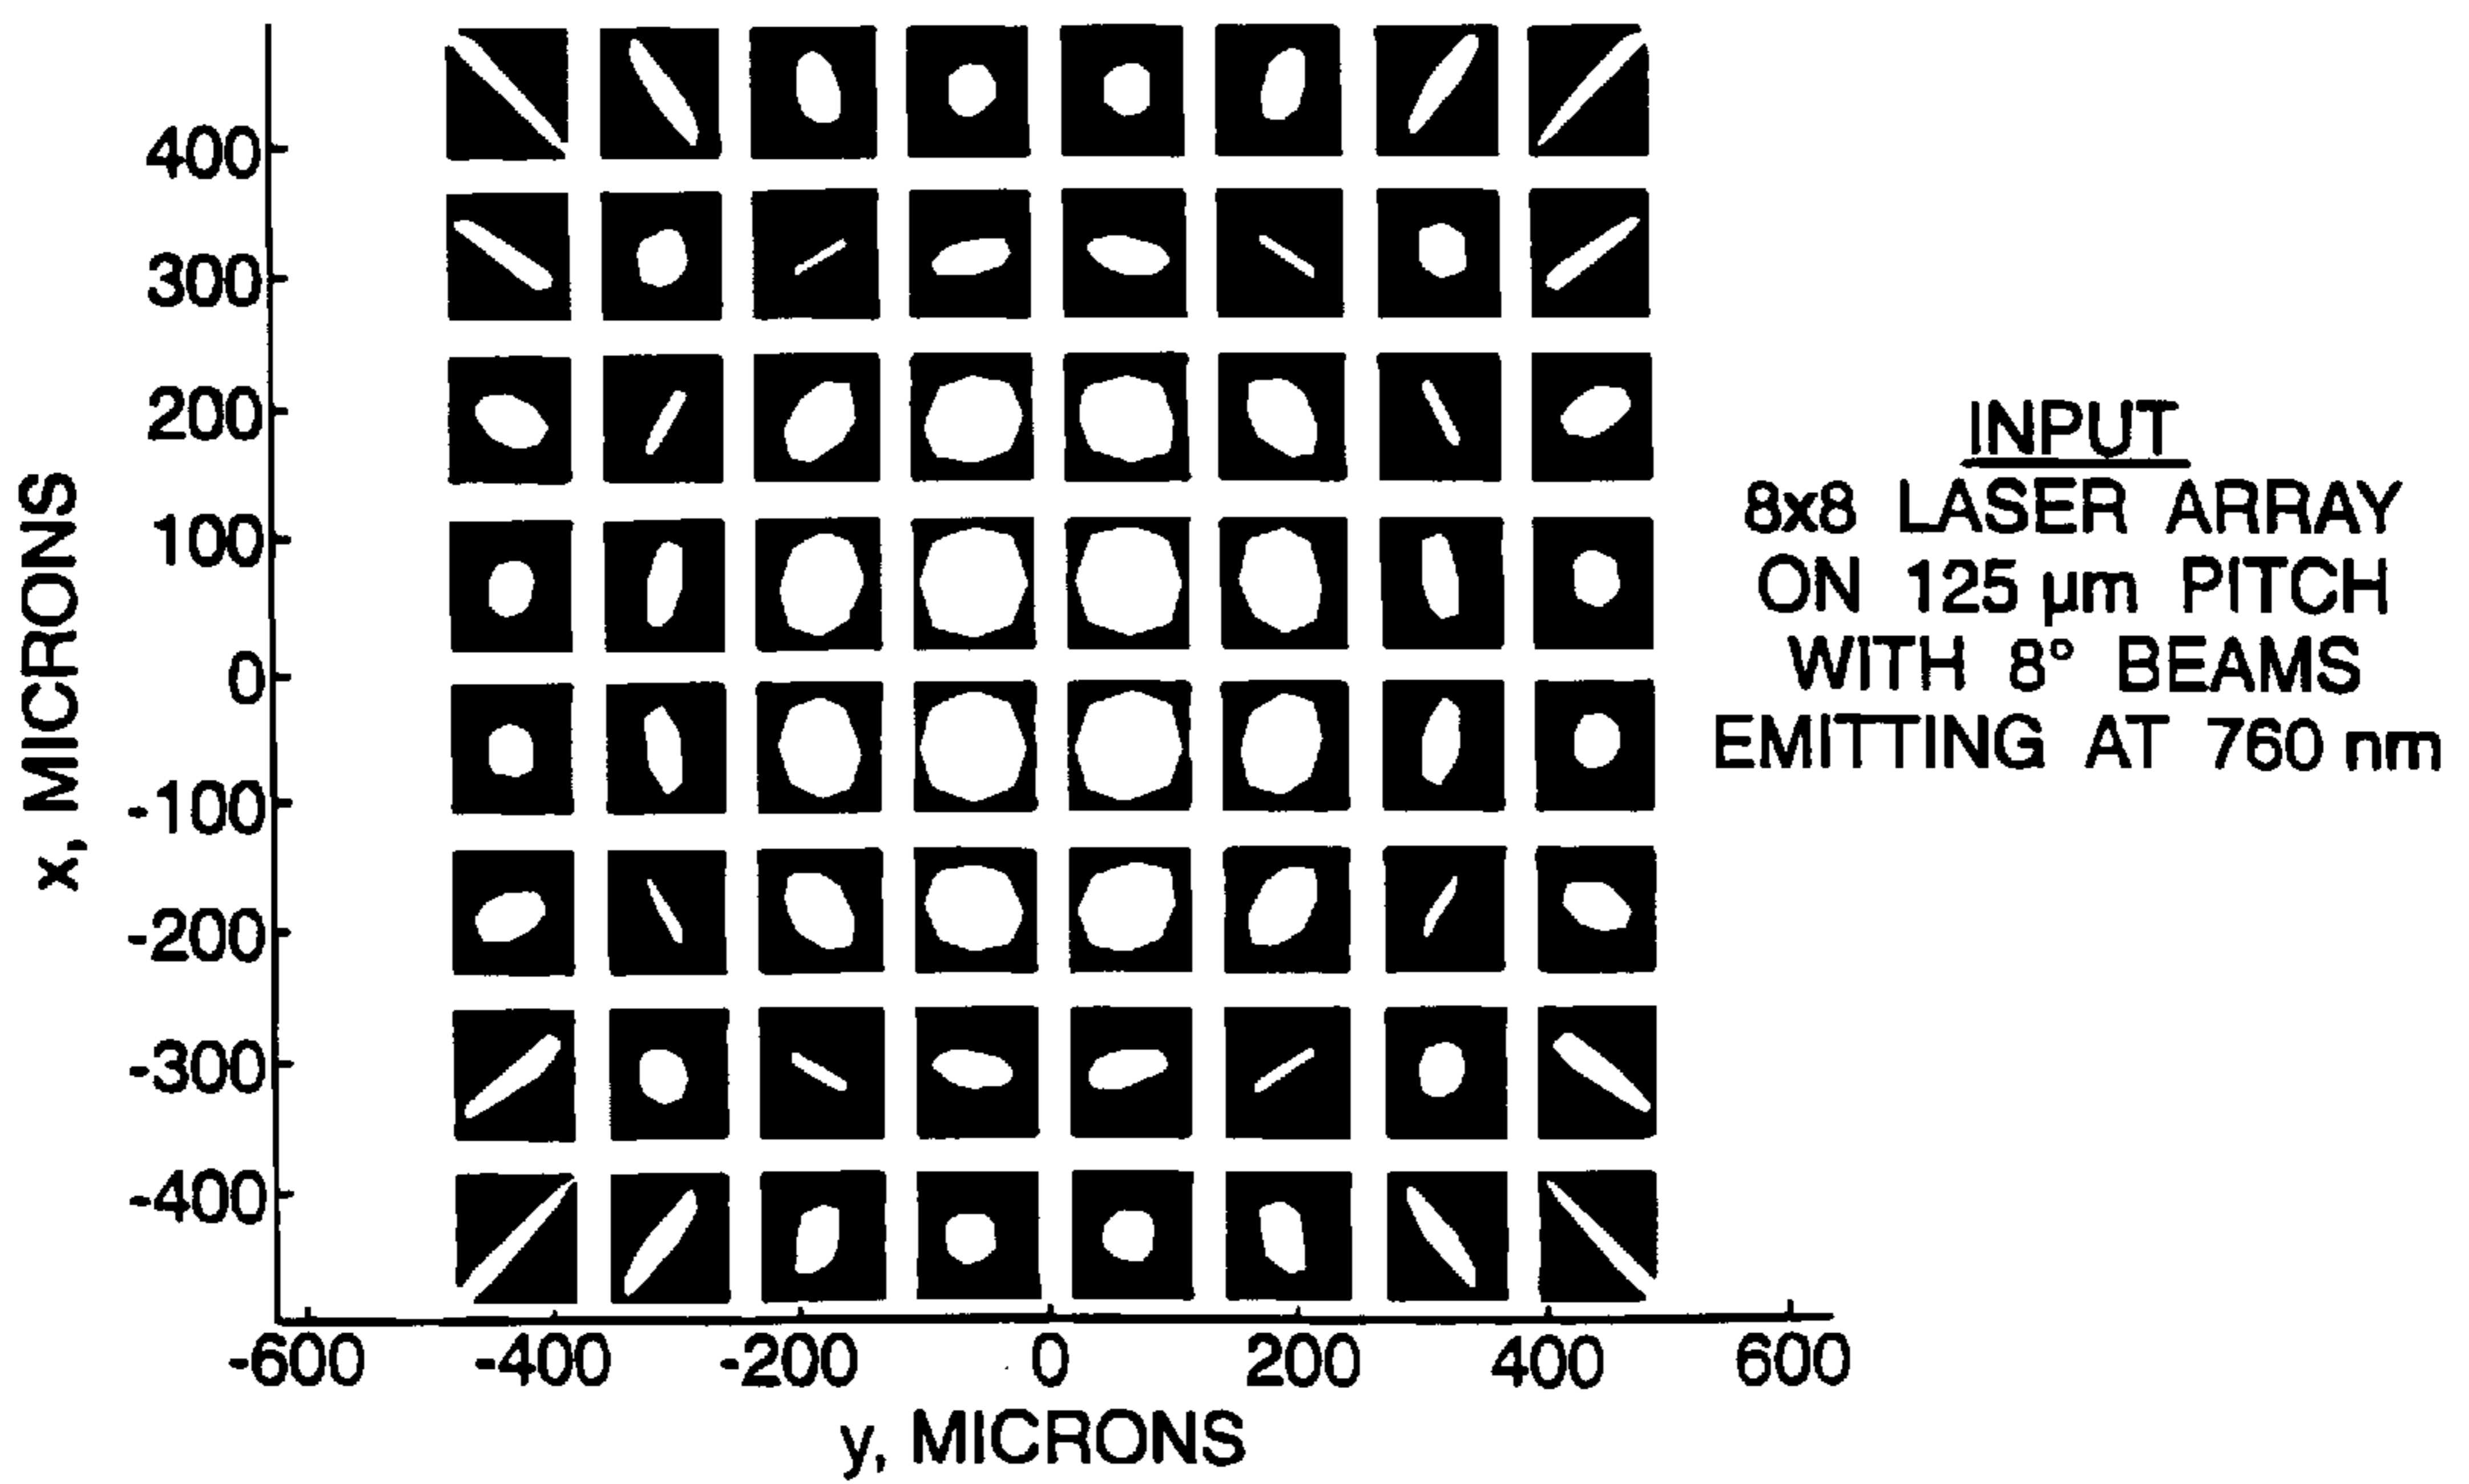 400
300
200
100
0
-100
-200
-300
-400
x, MICRONS
-600 -400 -200 0 200 400 600
y, MICRONS
INPUT
8x8 LASER ARRAY
ON 125 µm PITCH
WITH 8° BEAMS
EMITTING AT 760 nm